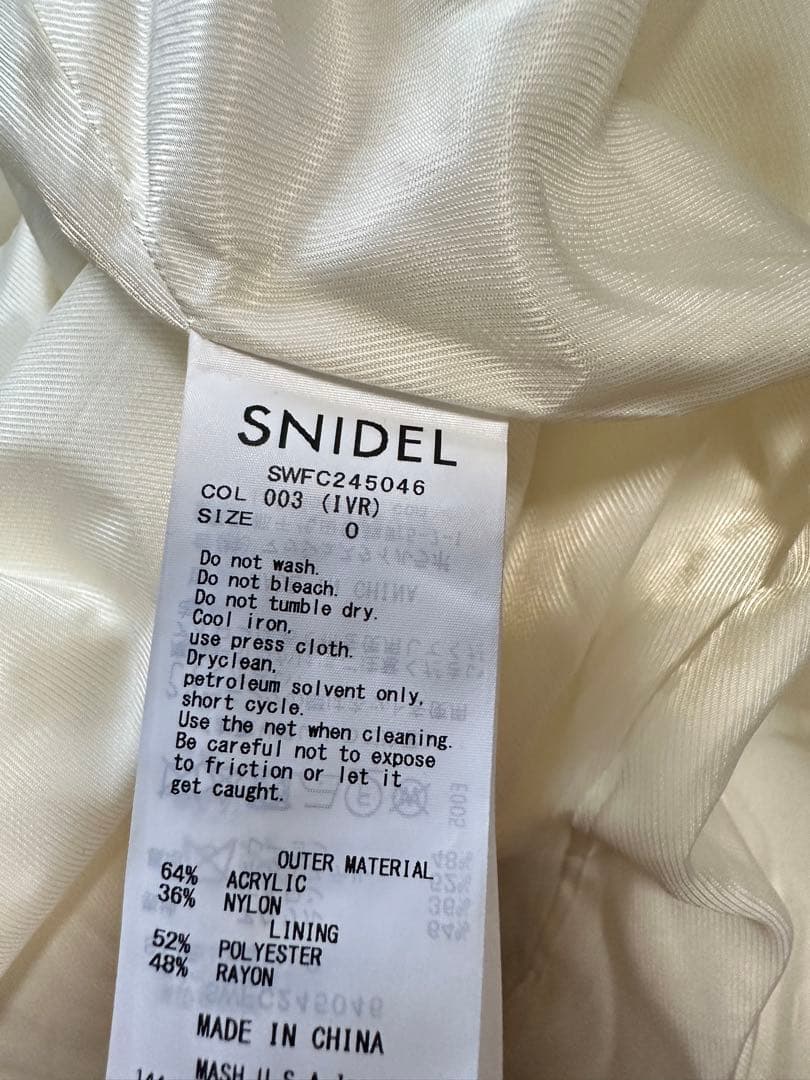 SNIDEL
SWFC245046
COL 003 (IVR)
SIZE 0
Do not wash.
Do not bleach.
Do not tumble dry.
Cool iron,
use press cloth.
Dryclean,
petroleum solvent only,
short cycle.
Use the net when cleaning.
Be careful not to expose
to friction or let it
get caught.
OUTER MATERIAL
64% ACRYLIC
36% NYLON
LINING
52% POLYESTER
48% RAYON
MADE IN CHINA
MASH U.S.A